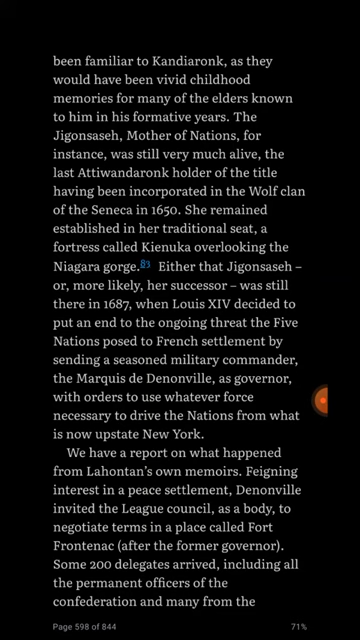 been familiar to Kandiaronk, as they
would have been vivid childhood
memories for many of the elders known
to him in his formative years. The
Jigonsaseh, Mother of Nations, for
instance, was still very much alive, the
last Attiwandaronk holder of the title
having been incorporated in the Wolf clan
of the Seneca in 1650. She remained
established in her traditional seat, a
fortress called Kienuka overlooking the
Niagara gorge.83 Either that Jigonsaseh –
or, more likely, her successor – was still
there in 1687, when Louis XIV decided to
put an end to the ongoing threat the Five
Nations posed to French settlement by
sending a seasoned military commander,
the Marquis de Denonville, as governor,
with orders to use whatever force
necessary to drive the Nations from what
is now upstate New York.
We have a report on what happened
from Lahontan’s own memoirs. Feigning
interest in a peace settlement, Denonville
invited the League council, as a body, to
negotiate terms in a place called Fort
Frontenac (after the former governor).
Some 200 delegates arrived, including all
the permanent officers of the
confederation and many from the
Page 598 of 844 71%